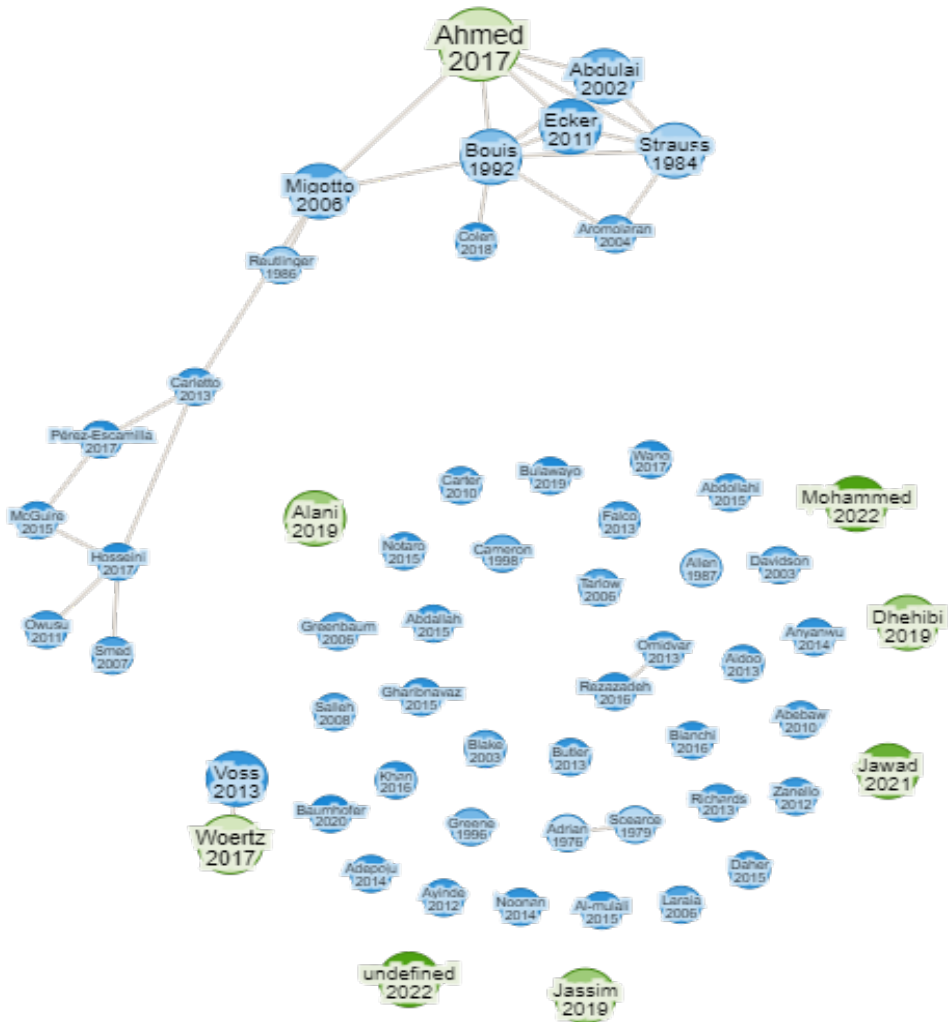 Ahmed
2017
Abdulai
2002
Ecker
2011
Strauss
1984
Bouis
1992
Migotto
2006
Colen
2018
Aromolaran
2004
Reutlinger
1986
Carletto
2013
Pérez-Escamilla
2017
McGuire
2015
Hosseini
2017
Owusu
2011
Smed
2007
Wano
2017
Bulawayo
2019
Carter
2010
Abdollahi
2015
Mohammed
2022
Alani
2019
Falco
2013
Notaro
2015
Cameron
1998
Allen
1987
Davidson
2003
Tarlow
2006
Dhehibi
2019
Greenbaum
2006
Abdallah
2015
Anyanwu
2014
Omidvar
2013
Aidoo
2013
Rezazadeh
2016
Gharibnavaz
2015
Salleh
2008
Abebaw
2010
Bianchi
2016
Blake
2003
Butler
2013
Jawad
2021
Voss
2013
Khan
2016
Zanello
2012
Richards
2013
Baumhofer
2020
Greene
1996
Adrian
1976
Scearce
1979
Woertz
2017
Adepoju
2014
Daher
2015
Ayinde
2012
Noonan
2014
Al-mulali
2015
Laraia
2006
undefined
2022
Jassim
2019